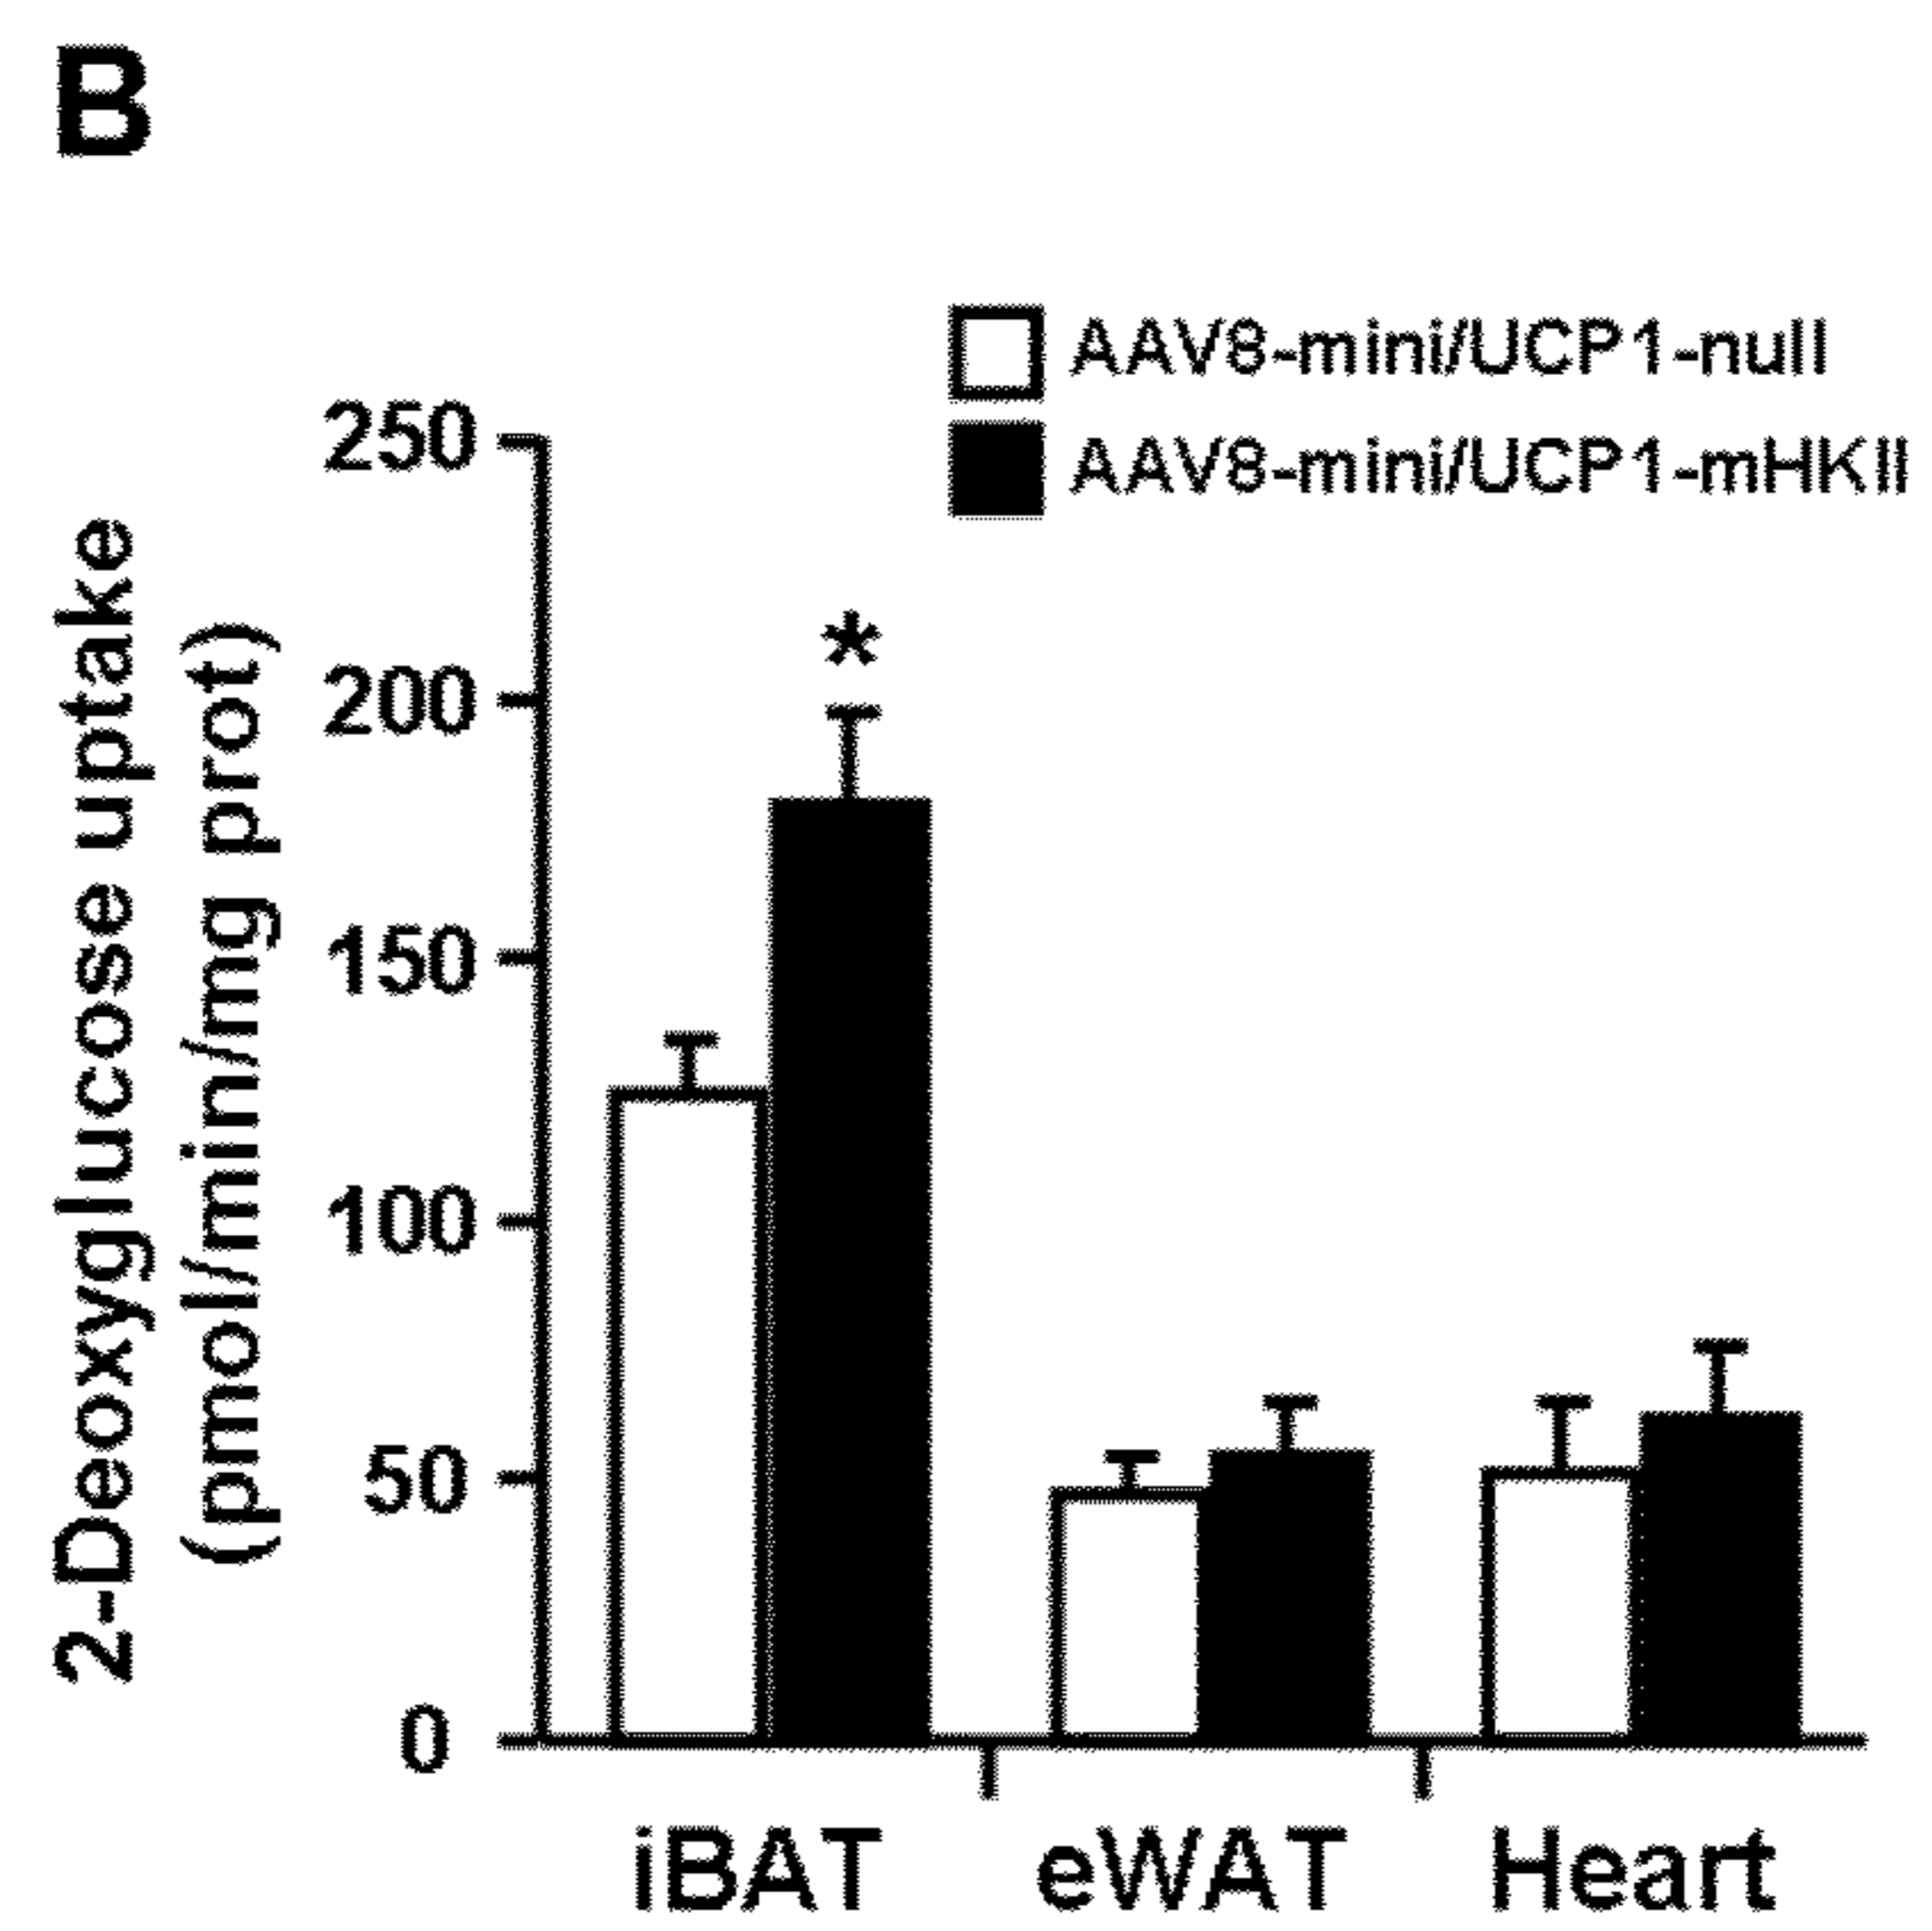 B
AAV8-mini/UCP1-null
AAV8-mini/UCP1-mHKII
2-Deoxyglucose uptake
(pmol/min/mg prot)
250
200
150
100
50
0
*
iBAT eWAT Heart